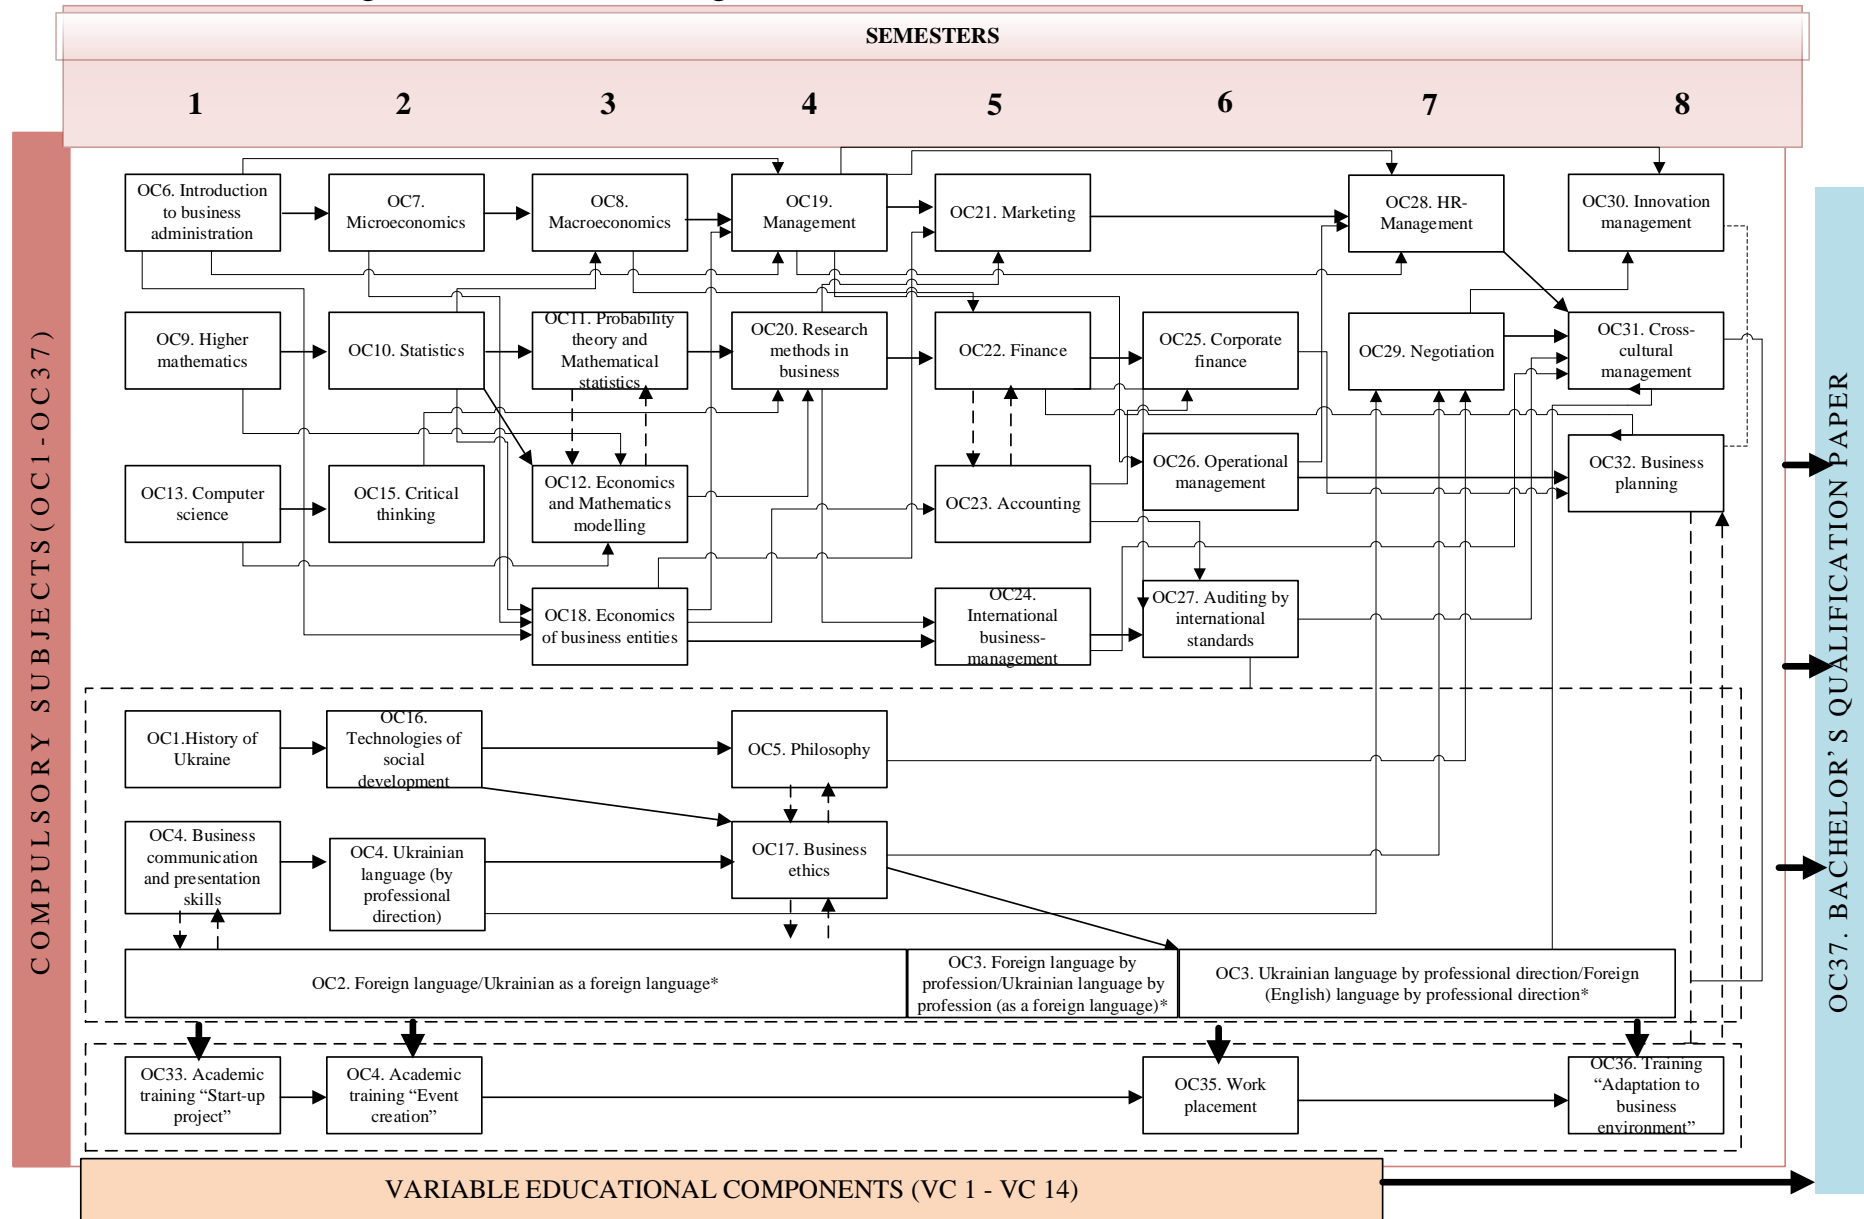 SEMESTERS
1 2 3 4 5 6 7 8
COMPULSORY SUBJECTS(OC1-OC37)
OC6. Introduction
to business
administration
OC7.
Microeconomics
OC8.
Macroeconomics
OC19.
Management
OC21. Marketing
OC28. HR-
Management
OC30. Innovation
management
OC9. Higher
mathematics
OC10. Statistics
OC11. Probability
theory and
Mathematical
statistics
OC20. Research
methods in
business
OC22. Finance
OC25. Corporate
finance
OC29. Negotiation
OC31. Cross-
cultural
management
OC13. Computer
science
OC15. Critical
thinking
OC12. Economics
and Mathematics
modelling
OC23. Accounting
OC26. Operational
management
OC32. Business
planning
OC18. Economics
of business entities
OC24.
International
business-
management
OC27. Auditing by
international
standards
OC1.History of
Ukraine
OC16.
Technologies of
social
development
OC5. Philosophy
OC4. Business
communication
and presentation
skills
OC4. Ukrainian
language (by
professional
direction)
OC17. Business
ethics
OC2. Foreign language/Ukrainian as a foreign language*
OC3. Foreign language by
profession/Ukrainian language by
profession (as a foreign language)*
OC3. Ukrainian language by professional direction/Foreign
(English) language by professional direction*
OC33. Academic
training “Start-up
project”
OC4. Academic
training “Event
creation”
OC35. Work
placement
OC36. Training
“Adaptation to
business
environment”
VARIABLE EDUCATIONAL COMPONENTS (VC 1 - VC 14)
OC37. BACHELOR’S QUALIFICATION PAPER